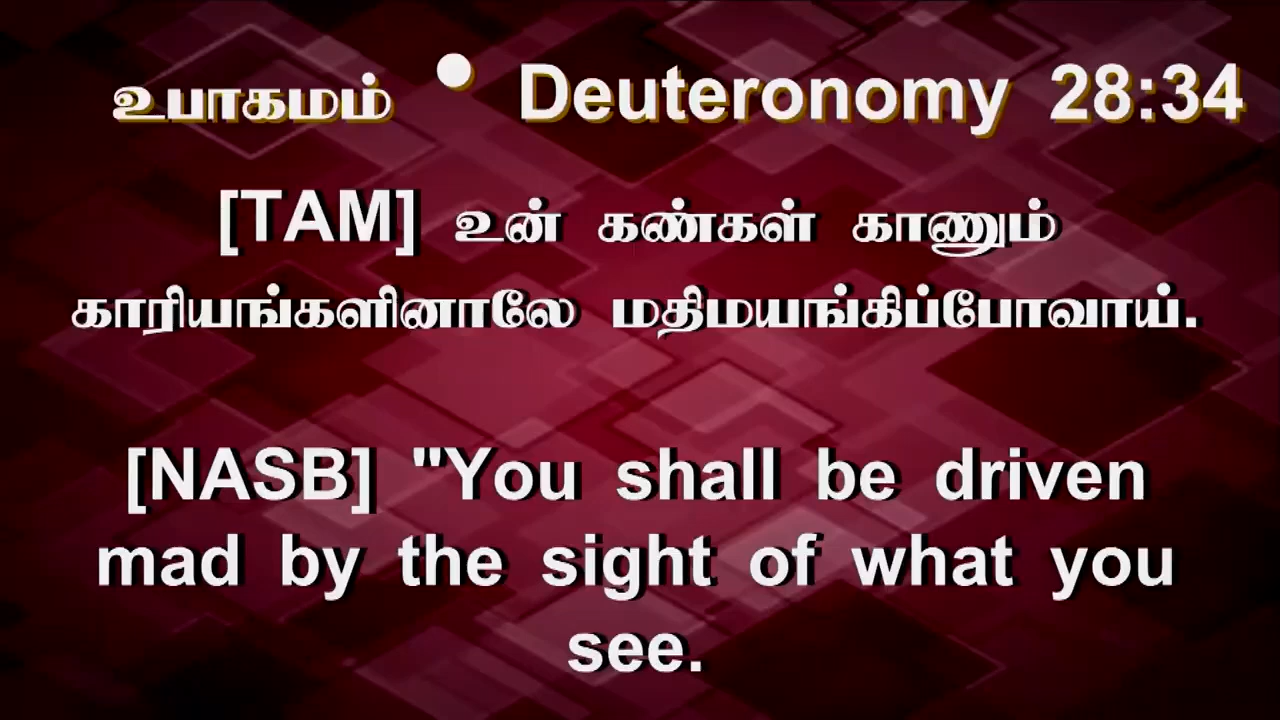 உபாகமம் • Deuteronomy 28:34
[TAM] உன் கண்கள் காணும்
காரியங்களினாலே மதிமயங்கிப்போவாய்.
[NASB] "You shall be driven
mad by the sight of what you
see.